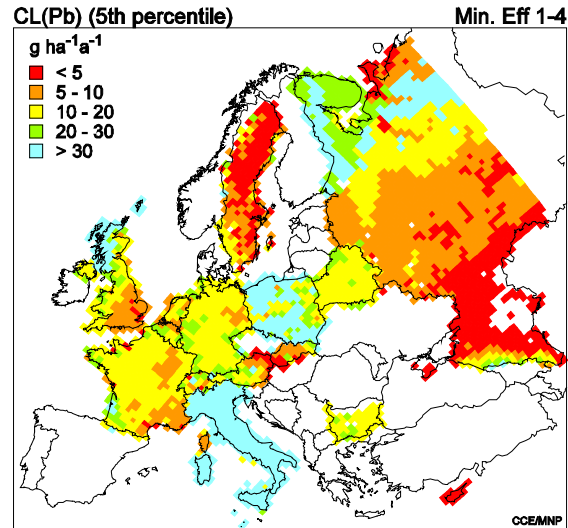 CL(Pb) (5th percentile) Min. Eff 1-4
g ha⁻¹a⁻¹
< 5
5 - 10
10 - 20
20 - 30
> 30
CCE/MNP